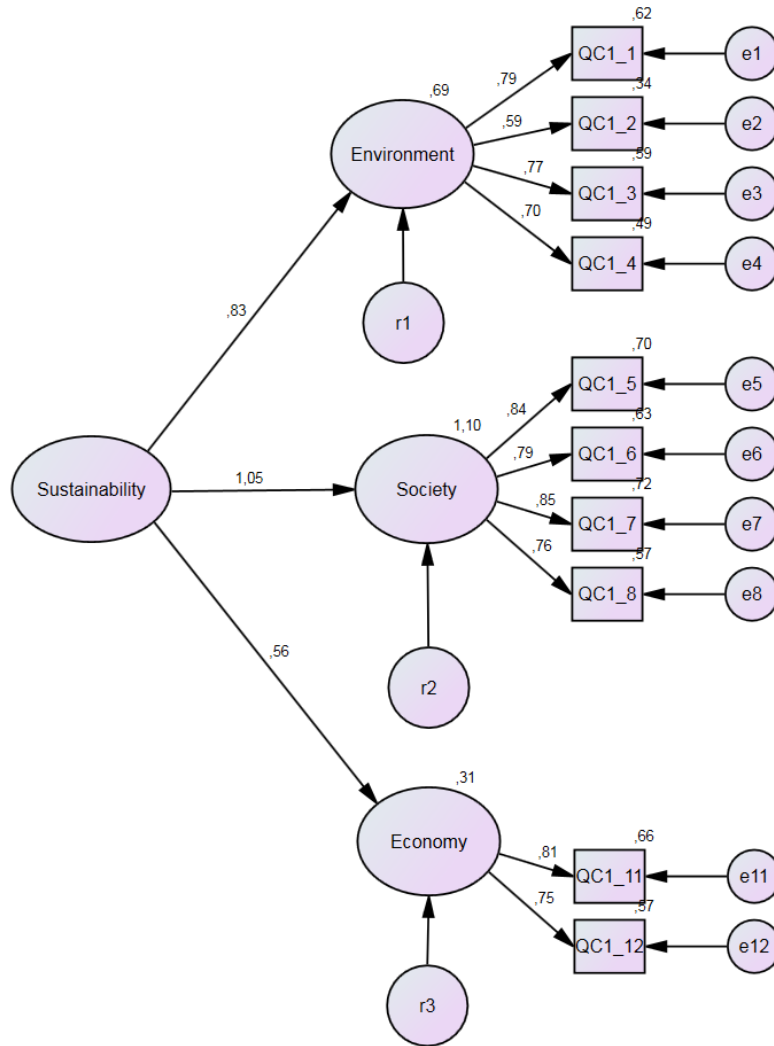 ,62
QC1_1
e1
,79
,69
,34
QC1_2
e2
,59
Environment
,59
QC1_3
e3
,77
,70
,49
QC1_4
e4
,83
r1
,70
QC1_5
e5
,84
1,10
,63
QC1_6
e6
,79
Sustainability
1,05
Society
,72
QC1_7
e7
,85
,76
,57
QC1_8
e8
,56
r2
,31
,66
Economy
,81
QC1_11
e11
,75
,57
QC1_12
e12
r3